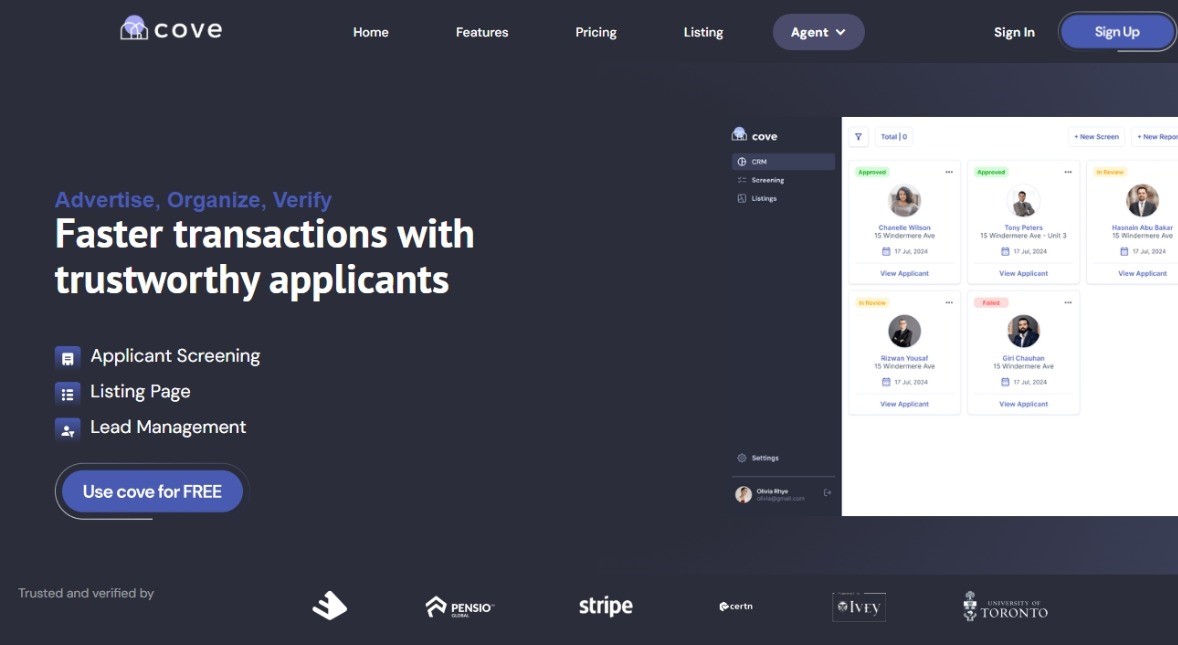 cove
Home
Features
Pricing
Listing
Agent
Sign In
Sign Up
Advertise, Organize, Verify
Faster transactions with
trustworthy applicants
Applicant Screening
Listing Page
Lead Management
Use cove for FREE
cove
CRM
Screening
Listings
Settings
Olivia Rhye
olivia@gmail.com
Total | 0
+ New Screen
+ New Repor
Approved
Chanelle Wilson
15 Windermere Ave
17 Jul, 2024
View Applicant
Approved
Tony Peters
15 Windermere Ave - Unit 3
17 Jul, 2024
View Applicant
In Review
Hasnain Abu Bakar
15 Windermere Ave
17 Jul, 2024
View Applicant
In Review
Rizwan Yousaf
15 Windermere Ave
17 Jul, 2024
View Applicant
Failed
Giri Chauhan
15 Windermere Ave
17 Jul, 2024
View Applicant
Trusted and verified by
PENSIO™
GLOBAL
stripe
certn
IVEY
UNIVERSITY OF
TORONTO